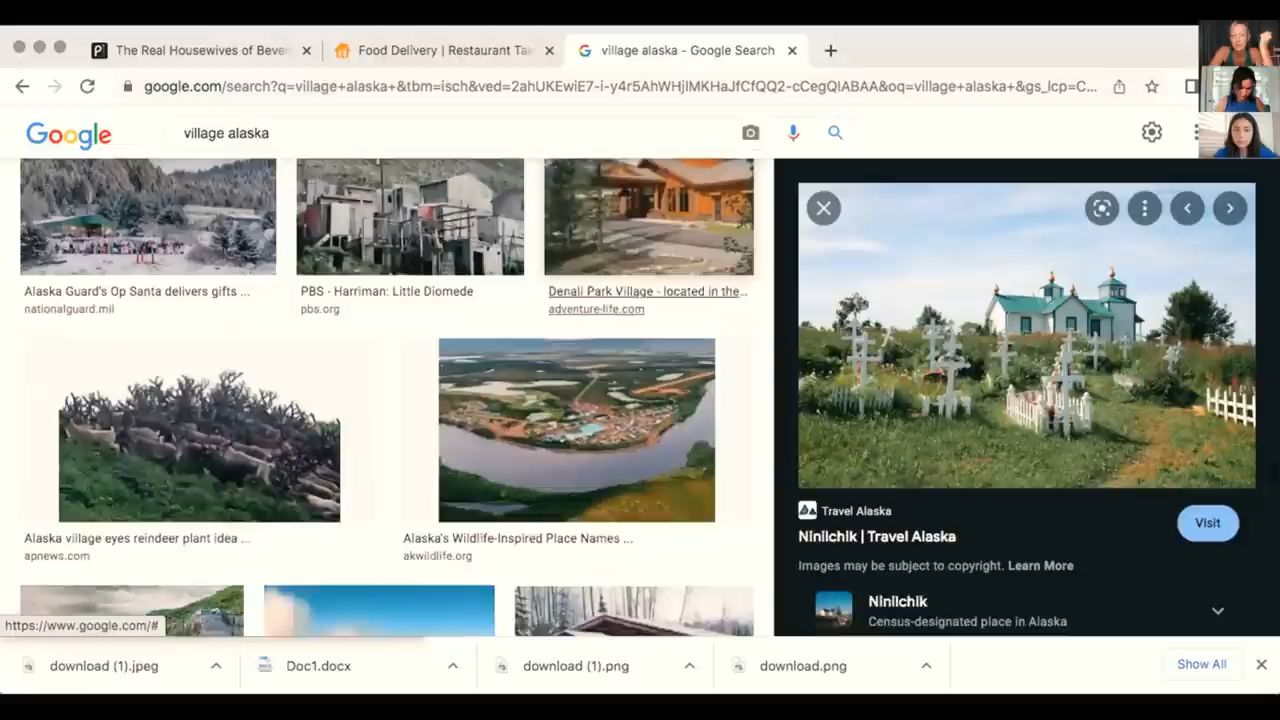 The Real Housewives of Beve
Food Delivery | Restaurant Tak
village alaska - Google Search
google.com/search?q=village+alaska+&tbm=isch&ved=2ahUKEwiE7-i-y4r5AhWHjIMKHaJfCfQQ2-cCegQIABAA&oq=village+alaska+&gs_lcp=C...
Google
village alaska
Alaska Guard's Op Santa delivers gifts ...
nationalguard.mil
PBS - Harriman: Little Diomede
pbs.org
Denali Park Village - located in the...
adventure-life.com
Alaska village eyes reindeer plant idea ...
apnews.com
Alaska's Wildlife-Inspired Place Names ...
akwildlife.org
Travel Alaska
Ninilchik | Travel Alaska
Visit
Images may be subject to copyright. Learn More
Ninilchik
Census-designated place in Alaska
https://www.google.com/#
download (1).jpeg
Doc1.docx
download (1).png
download.png
Show All